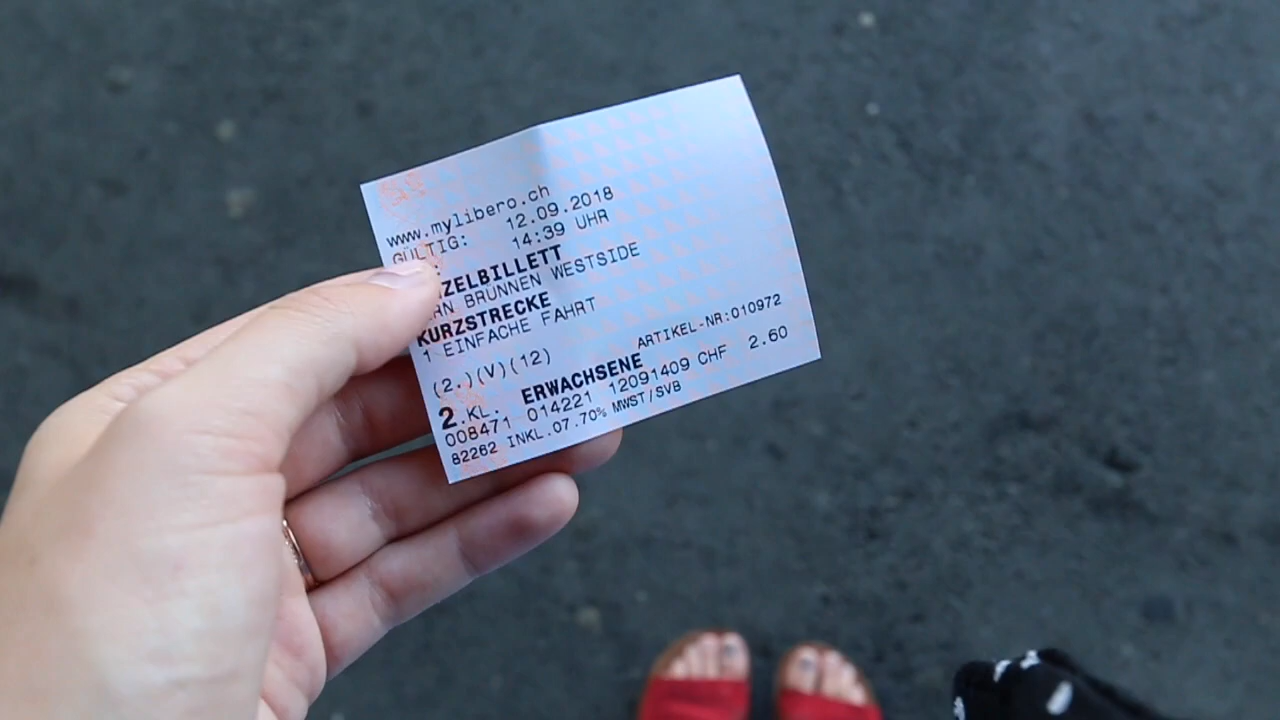 www.mylibero.ch
GÜLTIG: 12.09.2018
14:39 UHR
ZELBILLETT
RN BRÜNNEN WESTSIDE
KURZSTRECKE
1 EINFACHE FAHRT
ARTIKEL-NR:010972
(2.)(V)(12)
2.KL. ERWACHSENE
008471 014221 12091409 CHF 2.60
82262 INKL.07.70% MWST/SVB